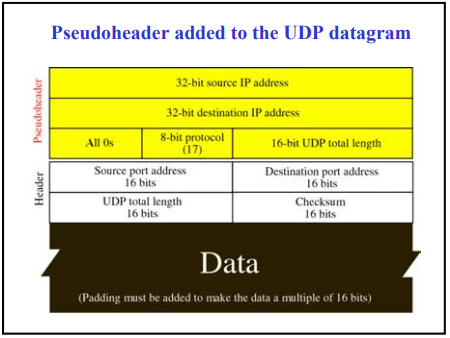 Pseudoheader added to the UDP datagram
Pseudoheader
32-bit source IP address
32-bit destination IP address
All 0s
8-bit protocol
(17)
16-bit UDP total length
Header
Source port address
16 bits
Destination port address
16 bits
UDP total length
16 bits
Checksum
16 bits
Data
(Padding must be added to make the data a multiple of 16 bits)